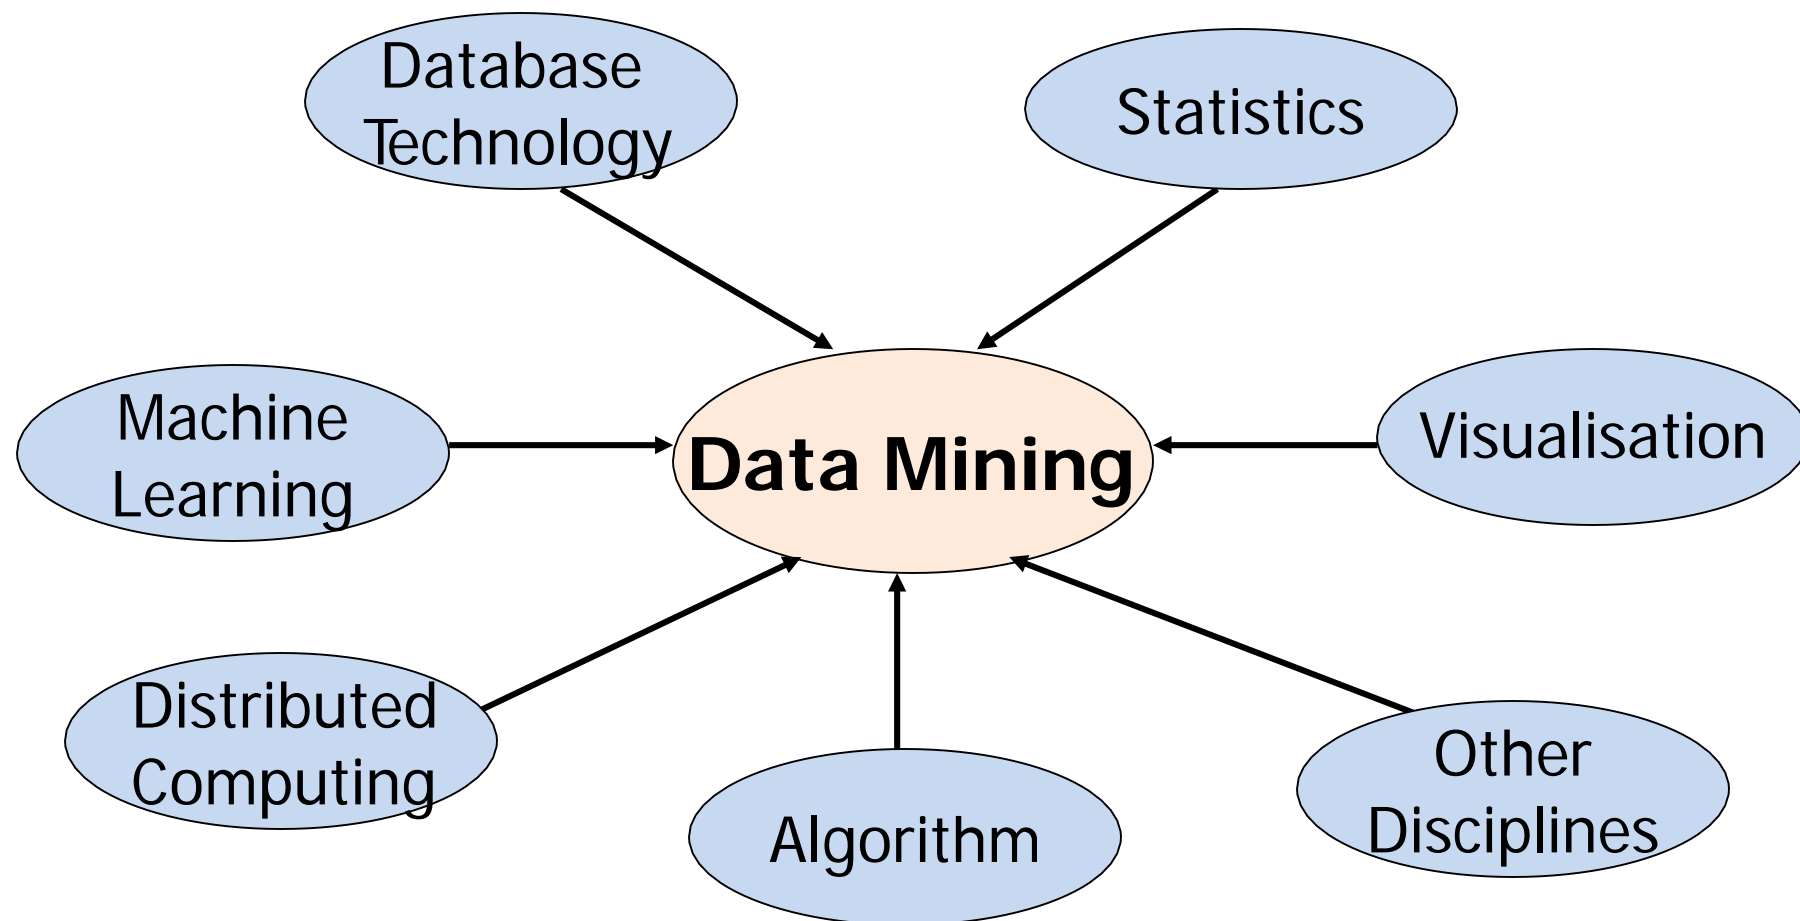 Database
Technology
Statistics
Machine
Learning
Data Mining
Visualisation
Distributed
Computing
Algorithm
Other
Disciplines